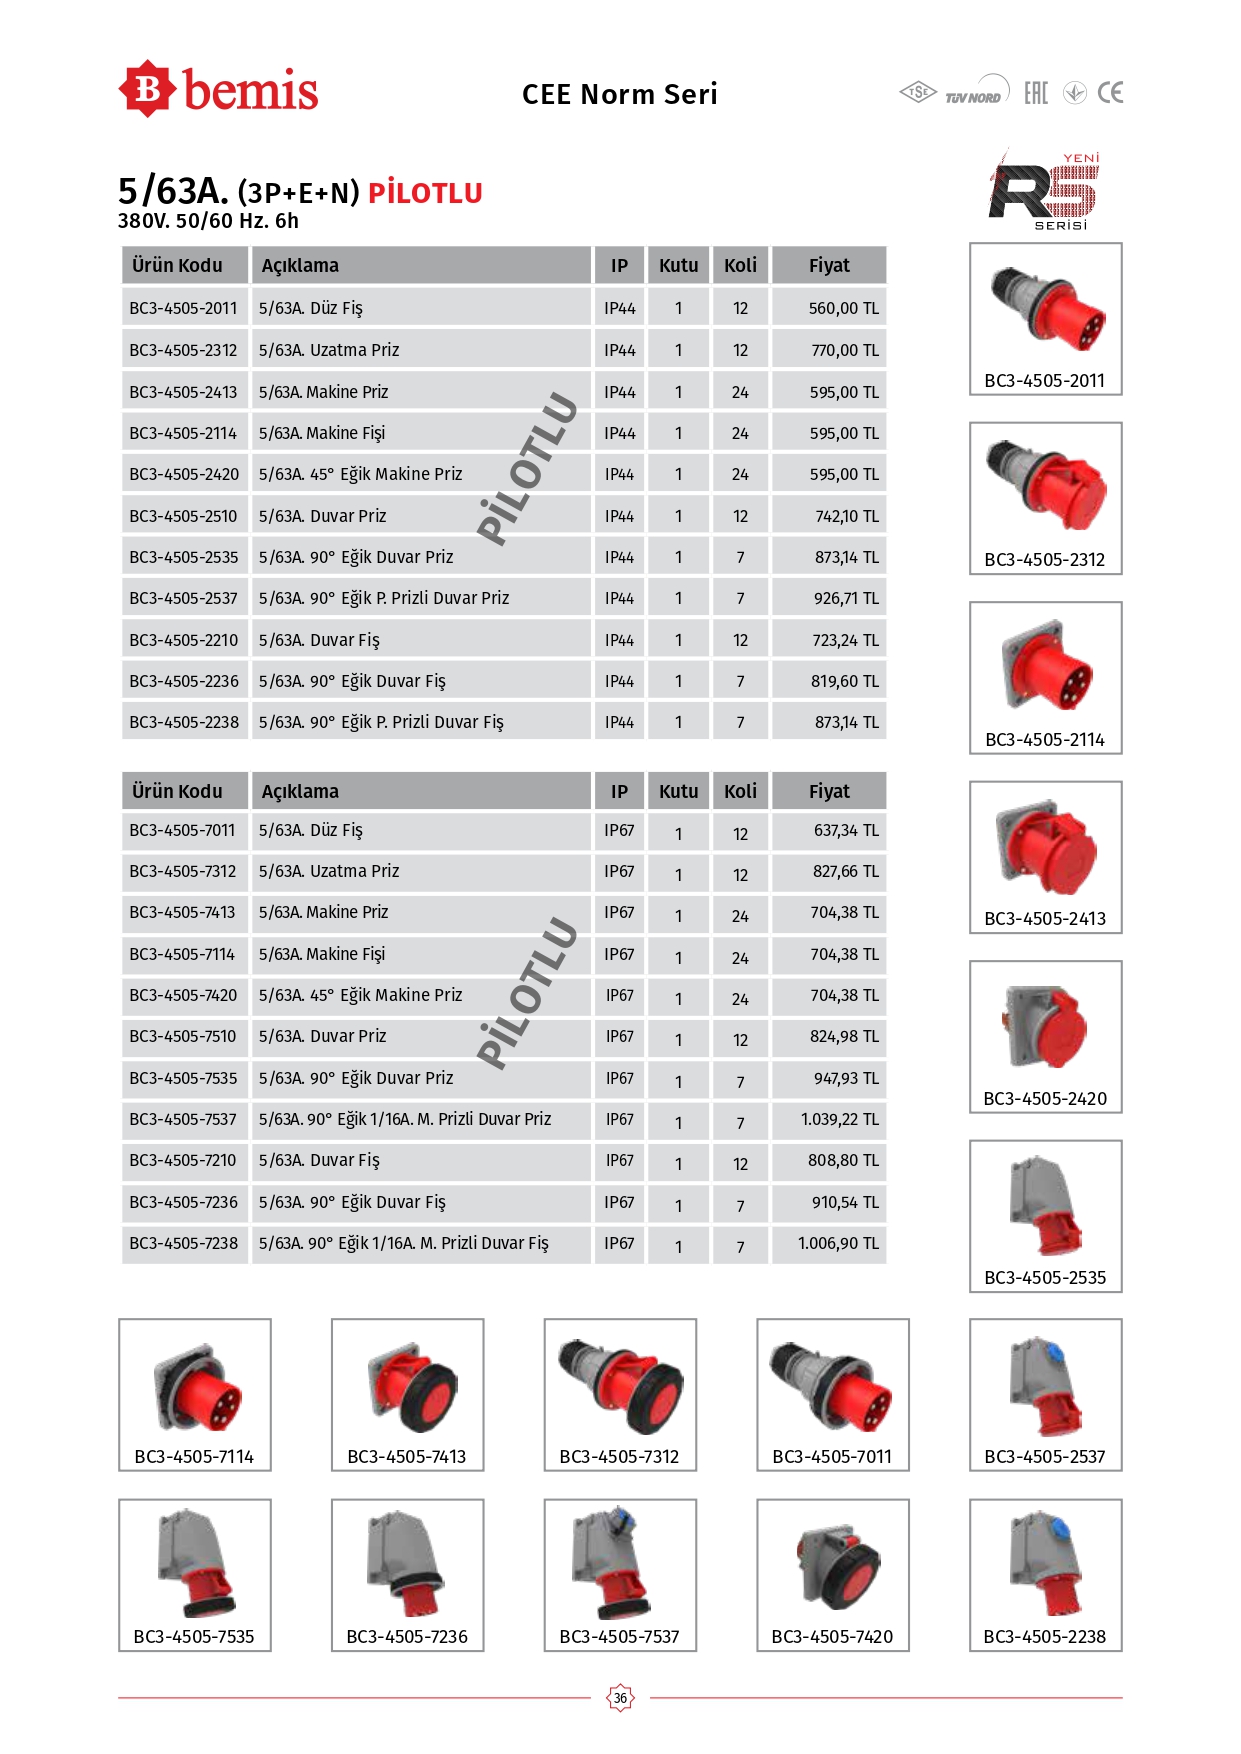 B bemis
CEE Norm Seri
TSE TÜV NORD EAC CE
5/63A. (3P+E+N) PİLOTLU
380V. 50/60 Hz. 6h
YENİ
RS
SERİSİ
Ürün Kodu Açıklama IP Kutu Koli Fiyat
BC3-4505-2011 5/63A. Düz Fiş IP44 1 12 560,00 TL
BC3-4505-2312 5/63A. Uzatma Priz IP44 1 12 770,00 TL
BC3-4505-2413 5/63A. Makine Priz IP44 1 24 595,00 TL
BC3-4505-2114 5/63A. Makine Fişi IP44 1 24 595,00 TL
BC3-4505-2420 5/63A. 45° Eğik Makine Priz IP44 1 24 595,00 TL
BC3-4505-2510 5/63A. Duvar Priz IP44 1 12 742,10 TL
BC3-4505-2535 5/63A. 90° Eğik Duvar Priz IP44 1 7 873,14 TL
BC3-4505-2537 5/63A. 90° Eğik P. Prizli Duvar Priz IP44 1 7 926,71 TL
BC3-4505-2210 5/63A. Duvar Fiş IP44 1 12 723,24 TL
BC3-4505-2236 5/63A. 90° Eğik Duvar Fiş IP44 1 7 819,60 TL
BC3-4505-2238 5/63A. 90° Eğik P. Prizli Duvar Fiş IP44 1 7 873,14 TL
PİLOTLU
Ürün Kodu Açıklama IP Kutu Koli Fiyat
BC3-4505-7011 5/63A. Düz Fiş IP67 1 12 637,34 TL
BC3-4505-7312 5/63A. Uzatma Priz IP67 1 12 827,66 TL
BC3-4505-7413 5/63A. Makine Priz IP67 1 24 704,38 TL
BC3-4505-7114 5/63A. Makine Fişi IP67 1 24 704,38 TL
BC3-4505-7420 5/63A. 45° Eğik Makine Priz IP67 1 24 704,38 TL
BC3-4505-7510 5/63A. Duvar Priz IP67 1 12 824,98 TL
BC3-4505-7535 5/63A. 90° Eğik Duvar Priz IP67 1 7 947,93 TL
BC3-4505-7537 5/63A. 90° Eğik 1/16A. M. Prizli Duvar Priz IP67 1 7 1.039,22 TL
BC3-4505-7210 5/63A. Duvar Fiş IP67 1 12 808,80 TL
BC3-4505-7236 5/63A. 90° Eğik Duvar Fiş IP67 1 7 910,54 TL
BC3-4505-7238 5/63A. 90° Eğik 1/16A. M. Prizli Duvar Fiş IP67 1 7 1.006,90 TL
PİLOTLU
BC3-4505-2011
BC3-4505-2312
BC3-4505-2114
BC3-4505-2413
BC3-4505-2420
BC3-4505-2535
BC3-4505-7114 BC3-4505-7413 BC3-4505-7312 BC3-4505-7011 BC3-4505-2537
BC3-4505-7535 BC3-4505-7236 BC3-4505-7537 BC3-4505-7420 BC3-4505-2238
36